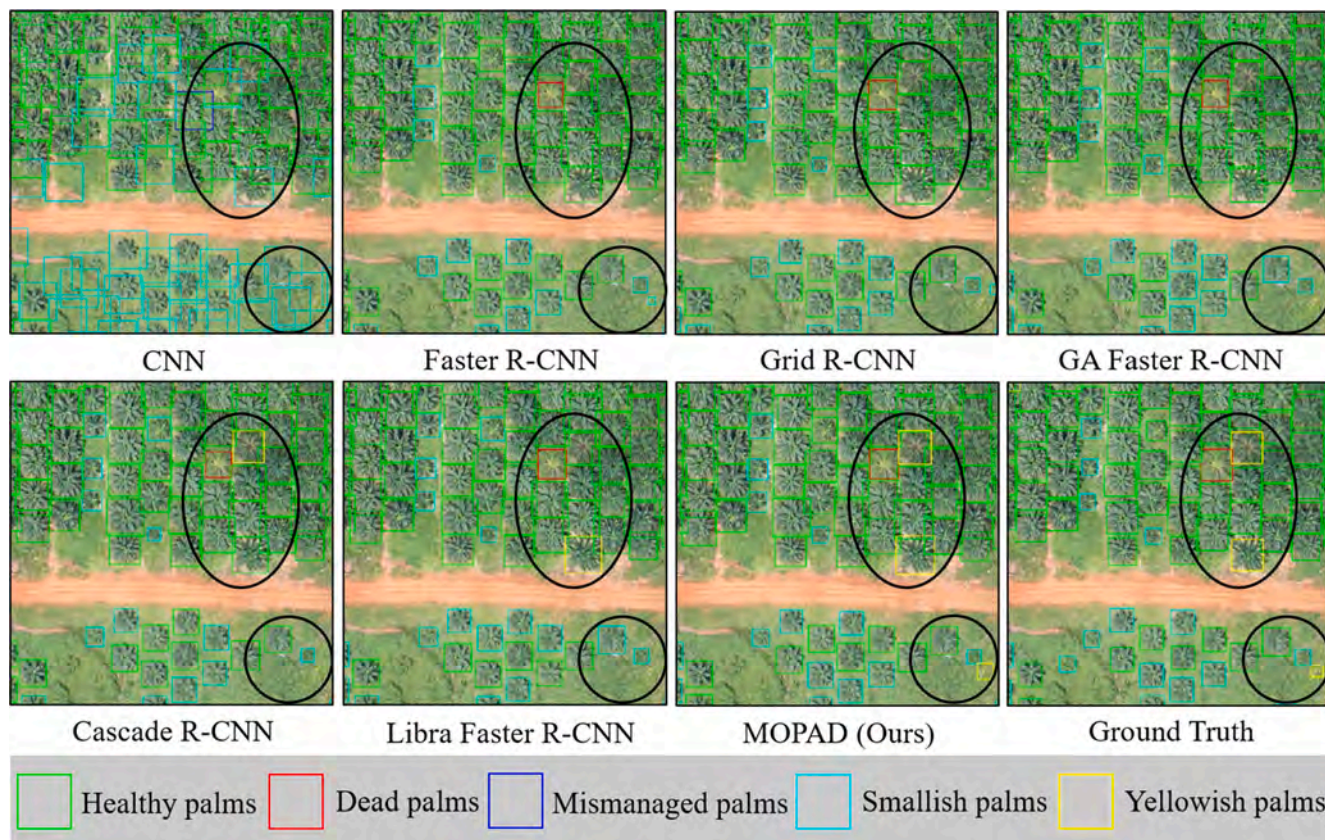 CNN
Faster R-CNN
Grid R-CNN
GA Faster R-CNN
Cascade R-CNN
Libra Faster R-CNN
MOPAD (Ours)
Ground Truth
Healthy palms
Dead palms
Mismanaged palms
Smallish palms
Yellowish palms